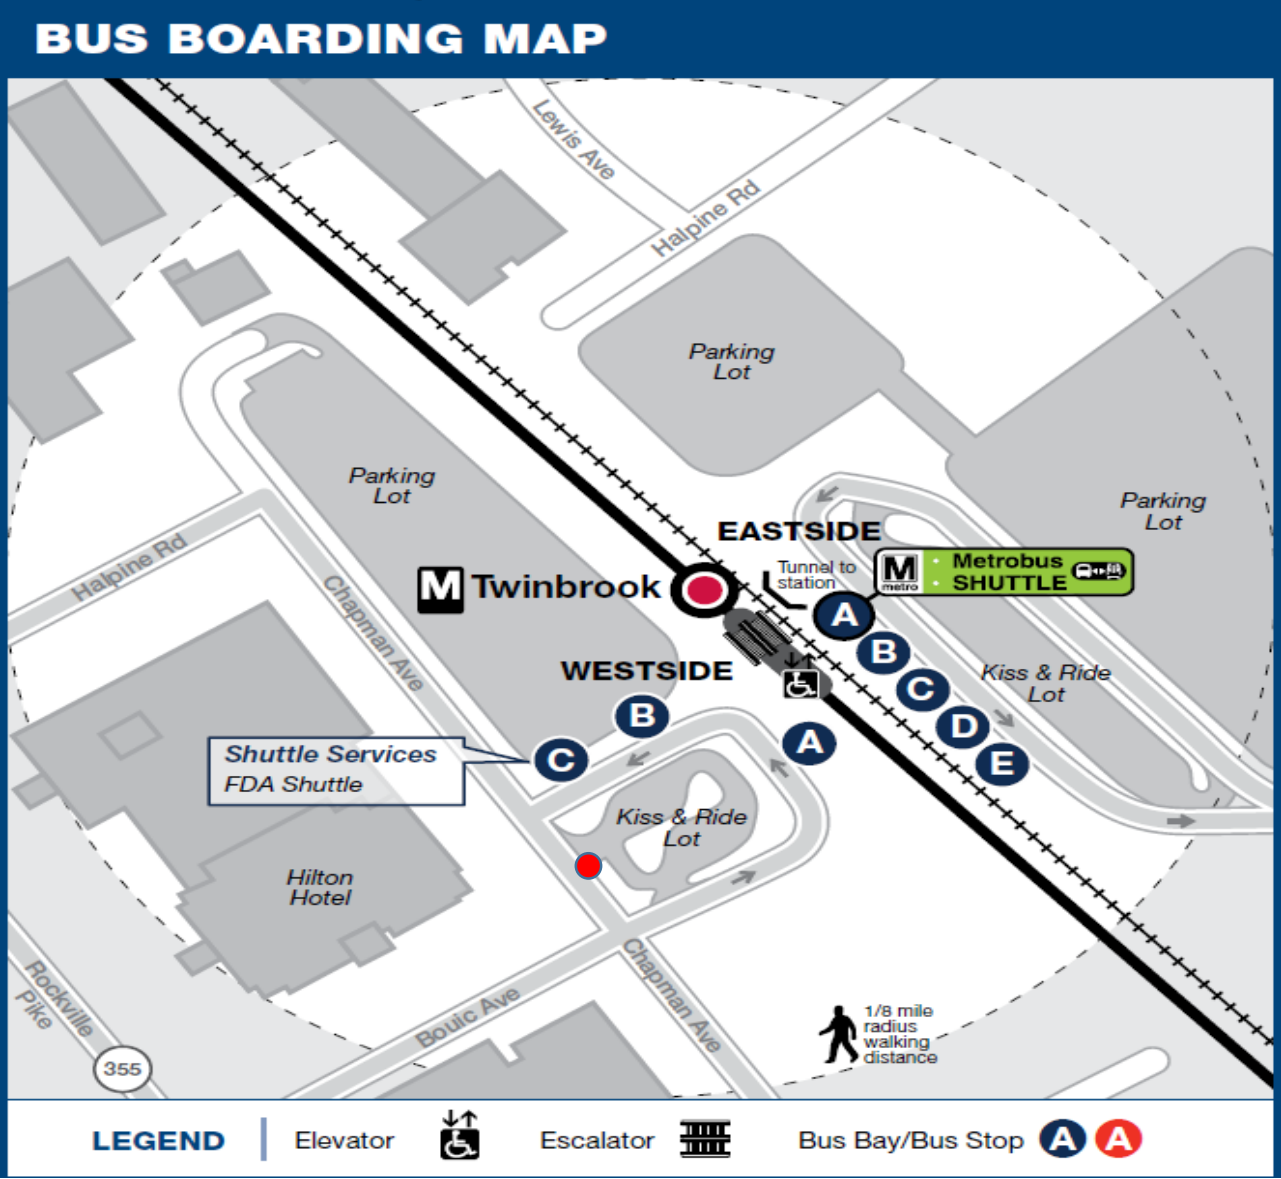 BUS BOARDING MAP
Lewis Ave
Halpine Rd
Parking
Lot
Parking
Lot
Parking
Lot
EASTSIDE
Tunnel to
station
M
metro
Metrobus
SHUTTLE
Halpine Rd
Chapman Ave
M Twinbrook
A
B
C
D
E
Kiss & Ride
Lot
WESTSIDE
B
A
C
Shuttle Services
FDA Shuttle
Kiss & Ride
Lot
Hilton
Hotel
Chapman Ave
Bouic Ave
Rockville
Pike
355
1/8 mile
radius
walking
distance
LEGEND
Elevator
Escalator
Bus Bay/Bus Stop A A